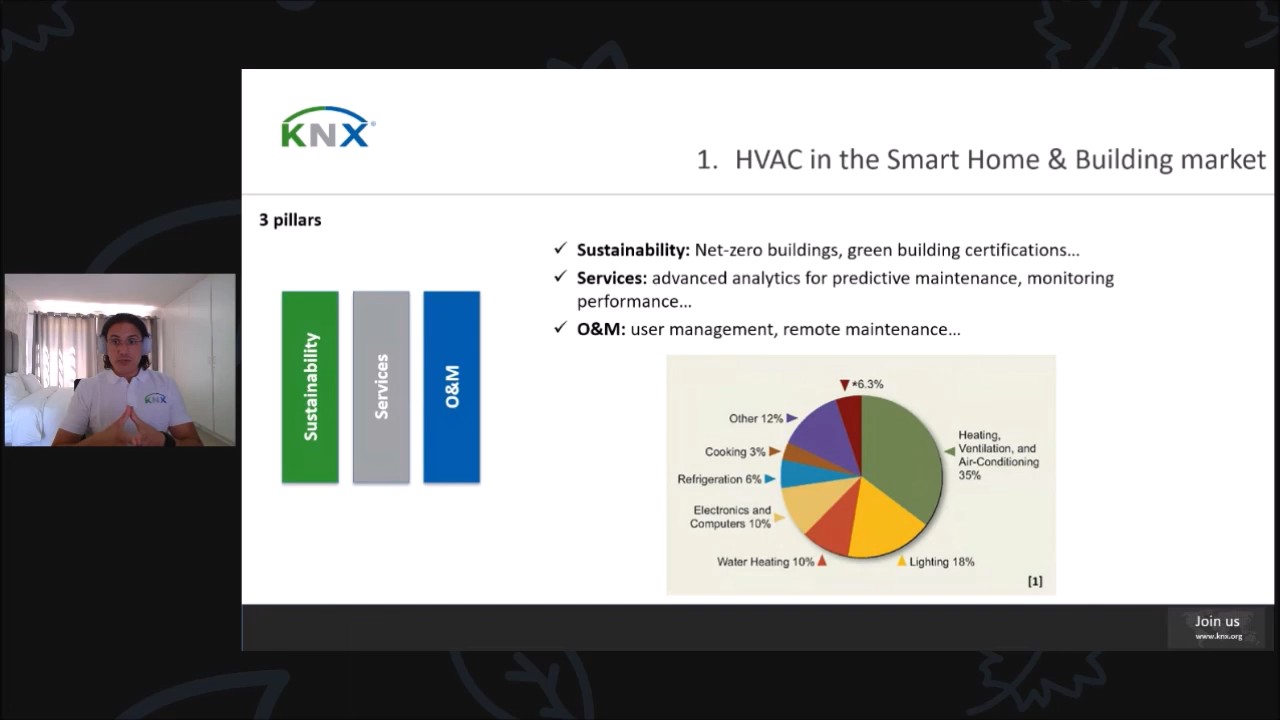 KNX
1. HVAC in the Smart Home & Building market
3 pillars
Sustainability
Services
O&M
✓ Sustainability: Net-zero buildings, green building certifications…
✓ Services: advanced analytics for predictive maintenance, monitoring
performance…
✓ O&M: user management, remote maintenance…
*6.3%
Other 12%
Cooking 3%
Refrigeration 6%
Electronics and
Computers 10%
Water Heating 10%
Lighting 18%
Heating,
Ventilation, and
Air-Conditioning
35%
[1]
KNX
Join us
www.knx.org